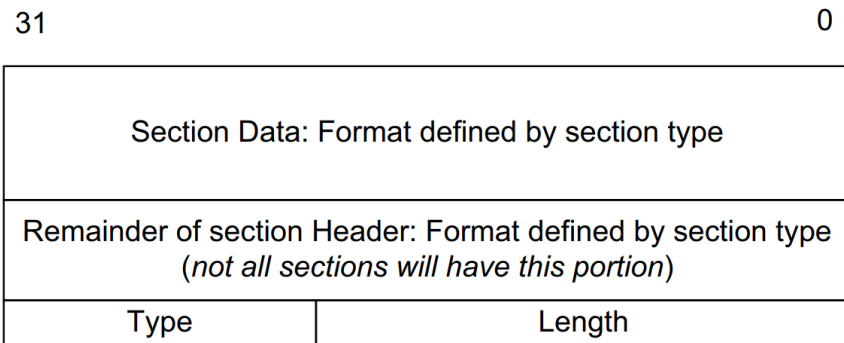 31 0
Section Data: Format defined by section type
Remainder of section Header: Format defined by section type
(not all sections will have this portion)
Type Length